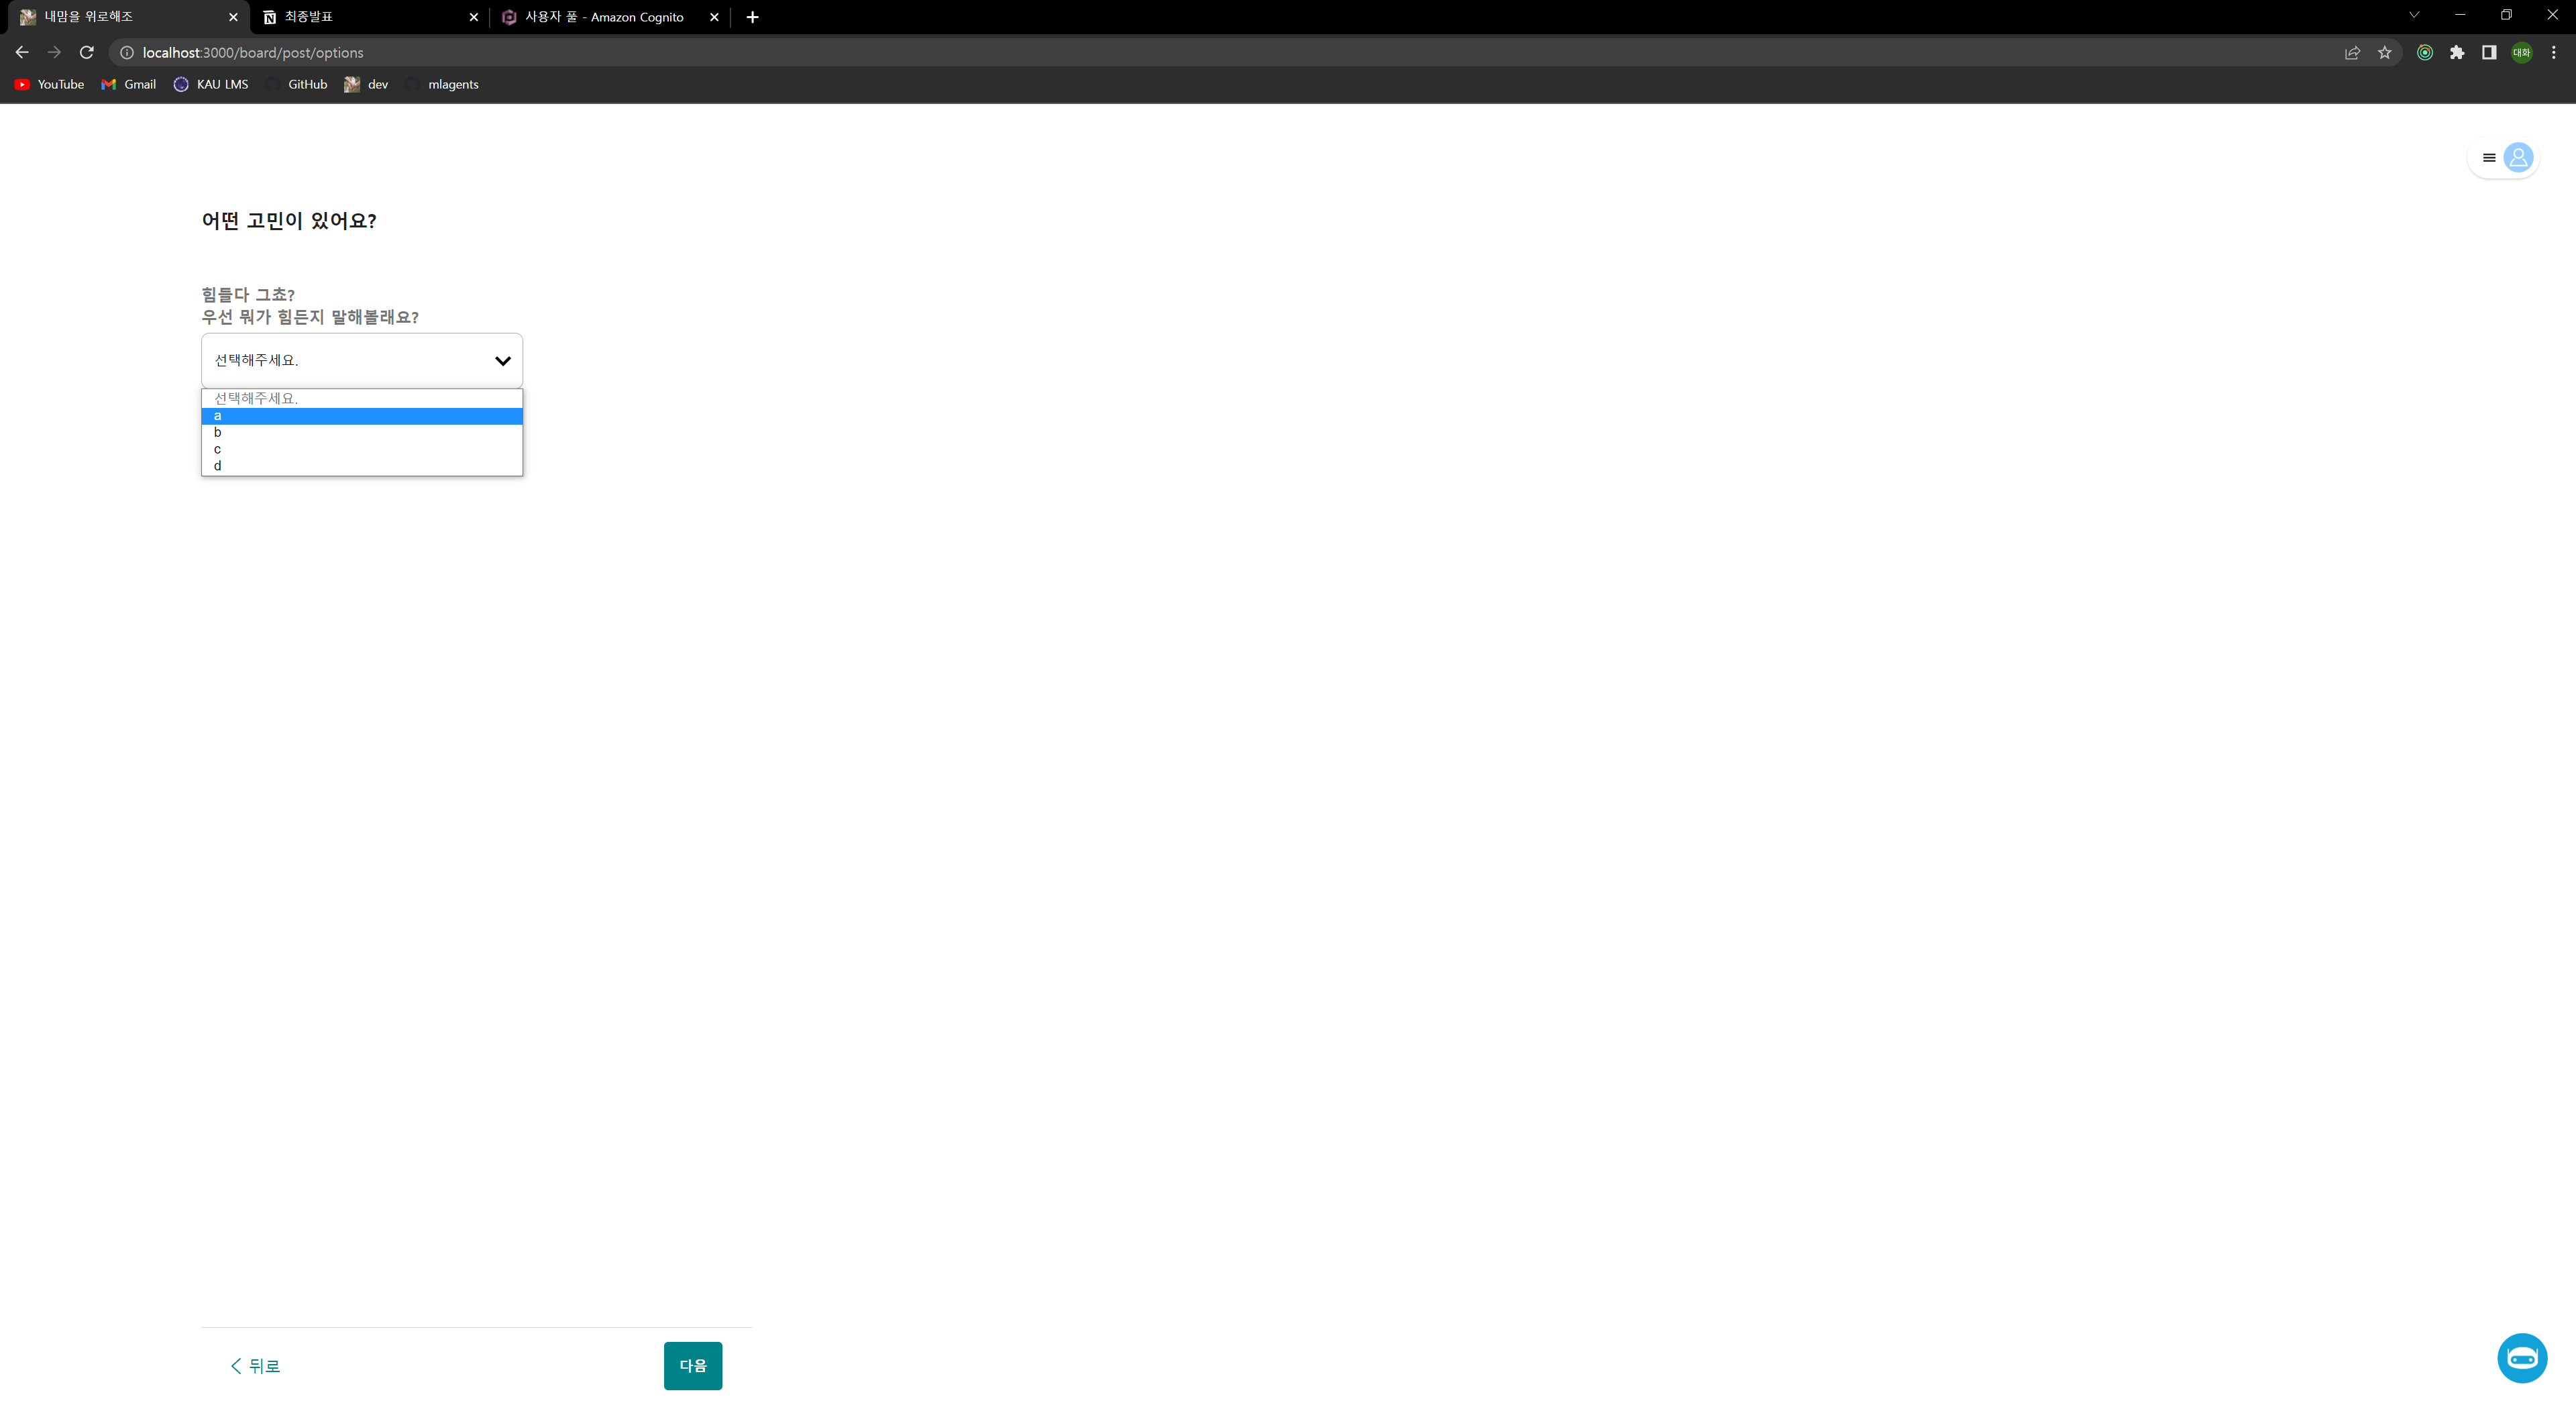 내맘을 위로해조
최종발표
사용자 풀 - Amazon Cognito
localhost:3000/board/post/options
대화
YouTube
Gmail
KAU LMS
GitHub
dev
mlagents
어떤 고민이 있어요?
힘들다 그쵸?
우선 뭐가 힘든지 말해볼래요?
선택해주세요.
선택해주세요.
a
b
c
d
뒤로
다음